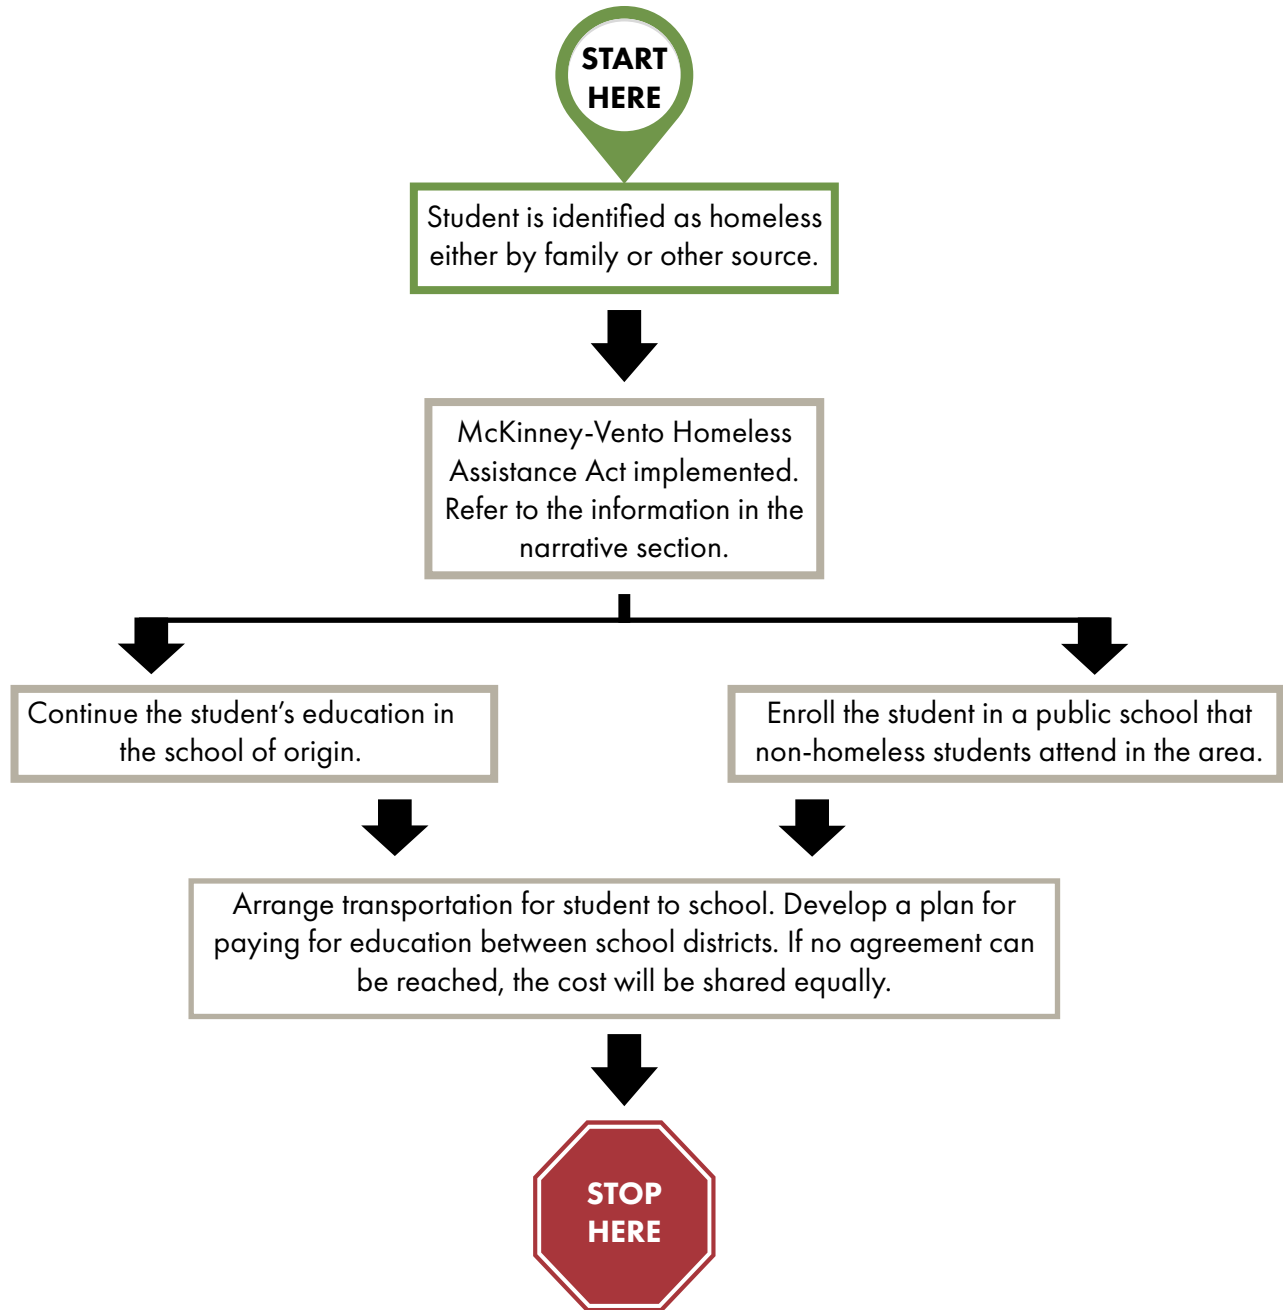 START
HERE
Student is identified as homeless
either by family or other source.
McKinney-Vento Homeless
Assistance Act implemented.
Refer to the information in the
narrative section.
Continue the student’s education in
the school of origin.
Enroll the student in a public school that
non-homeless students attend in the area.
Arrange transportation for student to school. Develop a plan for
paying for education between school districts. If no agreement can
be reached, the cost will be shared equally.
STOP
HERE